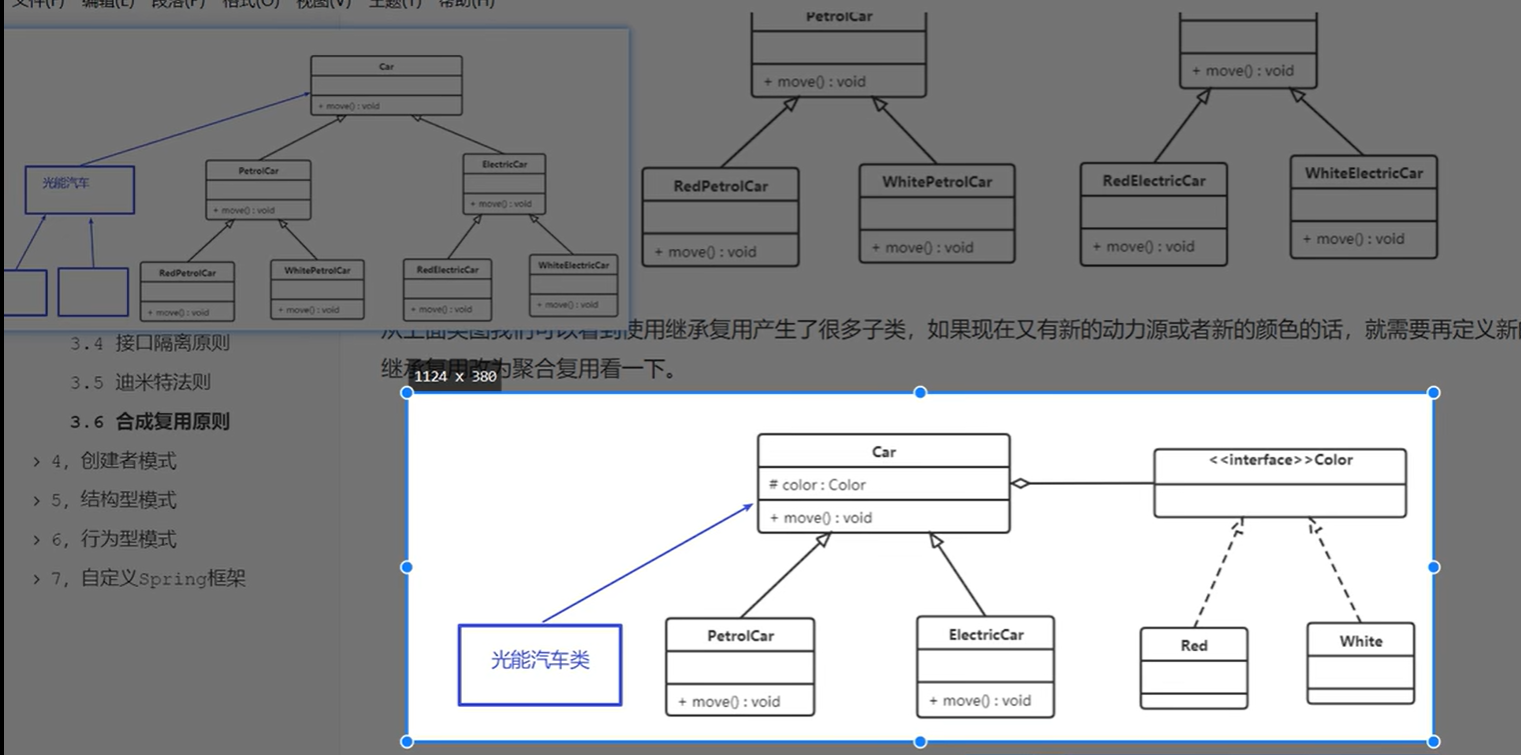 文件(F) 编辑(E) 段落(P) 格式(O) 视图(V) 主题(T) 帮助(H)
Car
+ move() : void
光能汽车
PetrolCar
+ move() : void
ElectricCar
+ move() : void
RedPetrolCar
+ move() : void
WhitePetrolCar
+ move() : void
RedElectricCar
+ move() : void
WhiteElectricCar
+ move() : void
PetrolCar
+ move() : void
+ move() : void
RedPetrolCar
+ move() : void
WhitePetrolCar
+ move() : void
RedElectricCar
+ move() : void
WhiteElectricCar
+ move() : void
3.4 接口隔离原则
3.5 迪米特法则
3.6 合成复用原则
> 4, 创建者模式
> 5, 结构型模式
> 6, 行为型模式
> 7, 自定义Spring框架
从上面类图我们可以看到使用继承复用产生了很多子类，如果现在又有新的动力源或者新的颜色的话，就需要再定义新
继承复用改为聚合复用看一下。
1124 x 380
Car
# color : Color
+ move() : void
<<interface>>Color
光能汽车类
PetrolCar
+ move() : void
ElectricCar
+ move() : void
Red
White